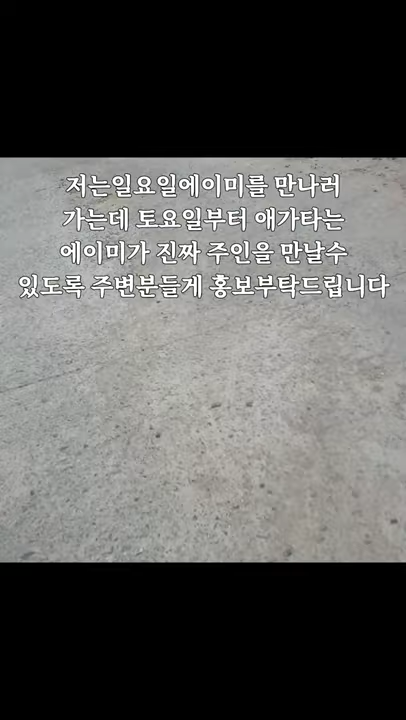 저는일요일에이미를 만나러
가는데 토요일부터 애가타는
에이미가 진짜 주인을 만날수
있도록 주변분들게 홍보부탁드립니다